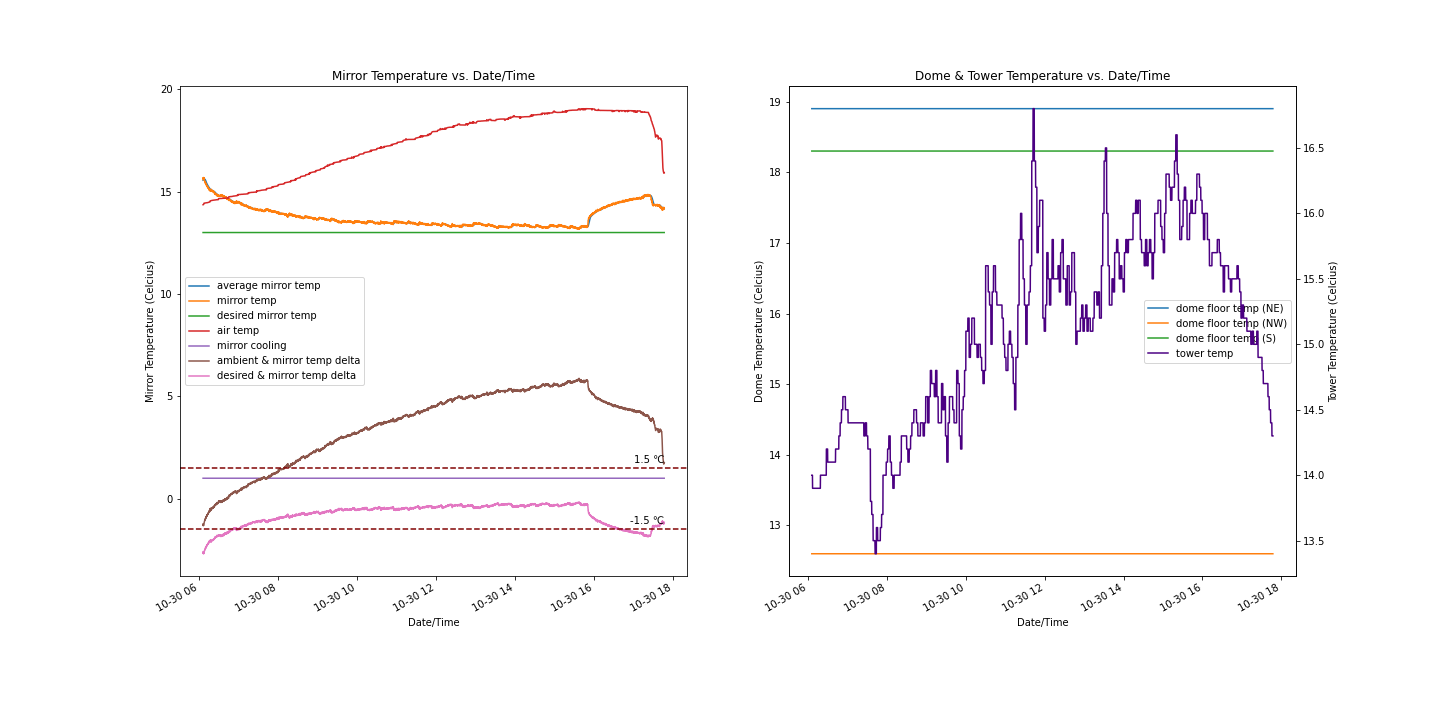 Mirror Temperature vs. Date/Time
20
15
10
5
0
Mirror Temperature (Celcius)
average mirror temp
mirror temp
desired mirror temp
air temp
mirror cooling
ambient & mirror temp delta
desired & mirror temp delta
1.5 °C
-1.5 °C
10-30 06
10-30 08
10-30 10
10-30 12
10-30 14
10-30 16
10-30 18
Date/Time
Dome & Tower Temperature vs. Date/Time
19
18
17
16
15
14
13
Dome Temperature (Celcius)
dome floor temp (NE)
dome floor temp (NW)
dome floor temp (S)
tower temp
16.5
16.0
15.5
15.0
14.5
14.0
13.5
Tower Temperature (Celcius)
10-30 06
10-30 08
10-30 10
10-30 12
10-30 14
10-30 16
10-30 18
Date/Time